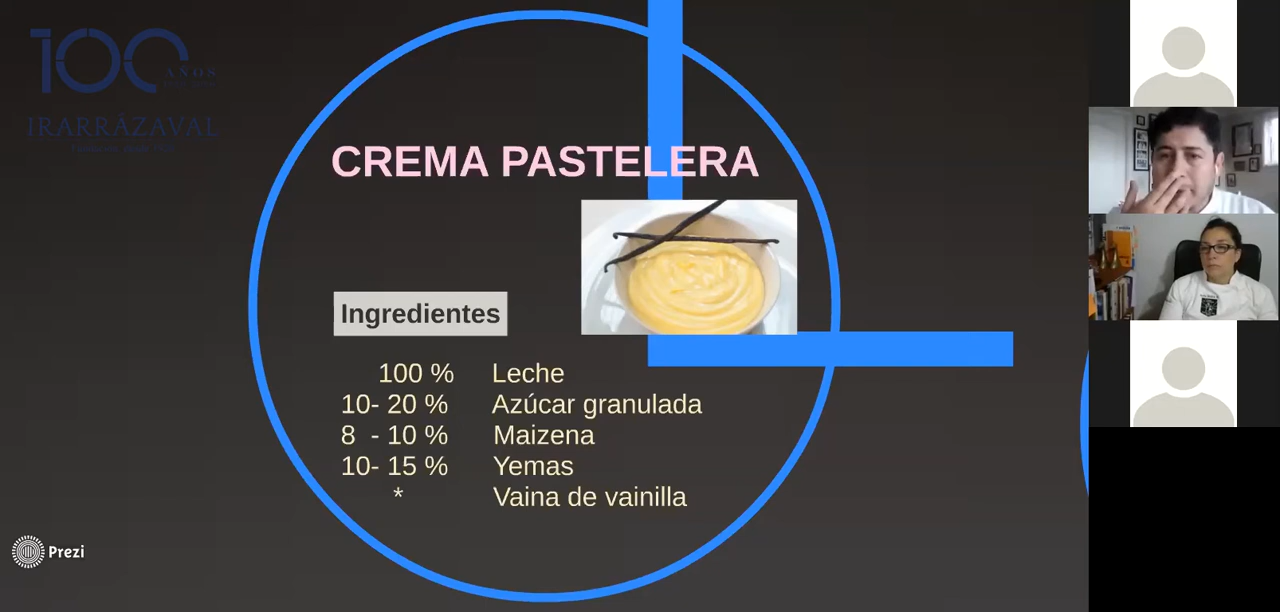 100
AÑOS
IRARRÁZAVAL
CREMA PASTELERA
Ingredientes
100 % Leche
10- 20 % Azúcar granulada
8 - 10 % Maizena
10- 15 % Yemas
* Vaina de vainilla
Prezi